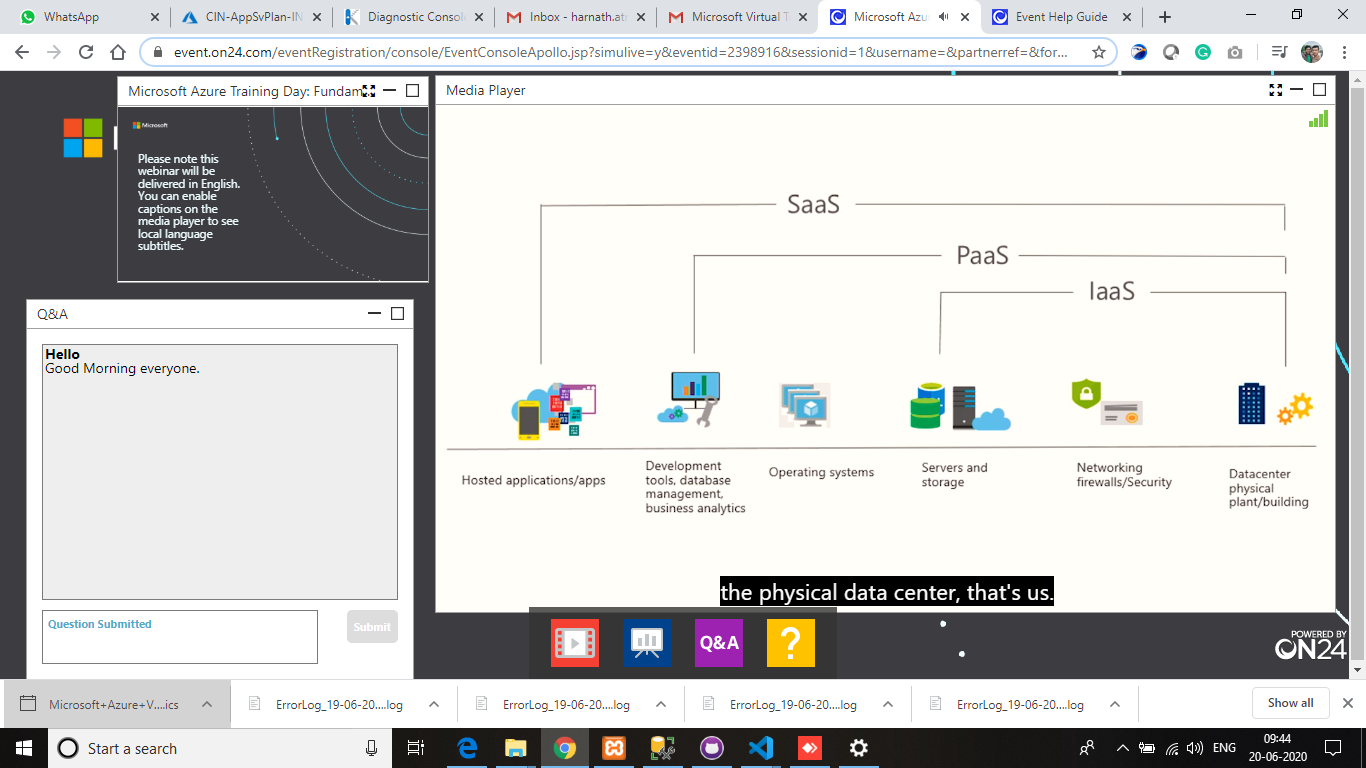 WhatsApp
CIN-AppSvPlan-IN
Diagnostic Consol
Inbox - harnath.at
Microsoft Virtual T
Microsoft Azu
Event Help Guide
event.on24.com/eventRegistration/console/EventConsoleApollo.jsp?simulive=y&eventid=2398916&sessionid=1&username=&partnerref=&for...
Microsoft Azure Training Day: Fundam
Microsoft
Please note this
webinar will be
delivered in English.
You can enable
captions on the
media player to see
local language
subtitles.
Q&A
Hello
Good Morning everyone.
Question Submitted
Submit
Media Player
SaaS
PaaS
IaaS
Hosted applications/apps
Development
tools, database
management,
business analytics
Operating systems
Servers and
storage
Networking
firewalls/Security
Datacenter
physical
plant/building
the physical data center, that's us.
Q&A
?
POWERED BY
ON24
Microsoft+Azure+V....ics
ErrorLog_19-06-20....log
ErrorLog_19-06-20....log
ErrorLog_19-06-20....log
ErrorLog_19-06-20....log
Show all
Start a search
ENG
09:44
20-06-2020